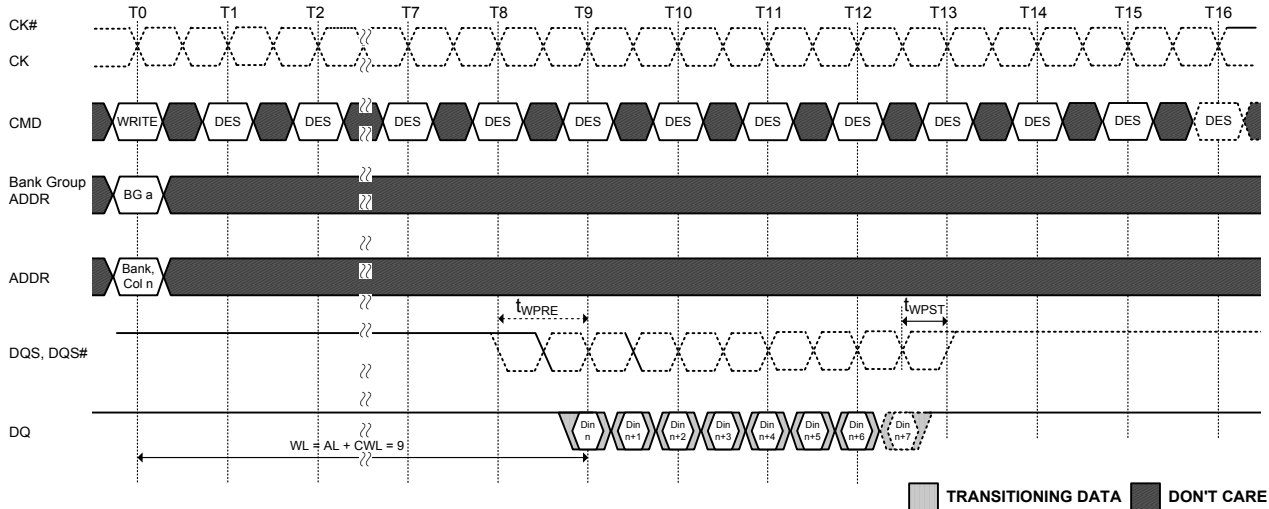 T0 T1 T2 T7 T8 T9 T10 T11 T12 T13 T14 T15 T16
CK#
CK
CMD WRITE DES DES DES DES DES DES DES DES DES DES DES DES
Bank Group
ADDR
BG a
ADDR
Bank,
Col n
tWPRE tWPST
DQS, DQS#
DQ
Din Din Din Din Din Din Din Din
n n+1 n+2 n+3 n+4 n+5 n+6 n+7
WL = AL + CWL = 9
TRANSITIONING DATA DON'T CARE